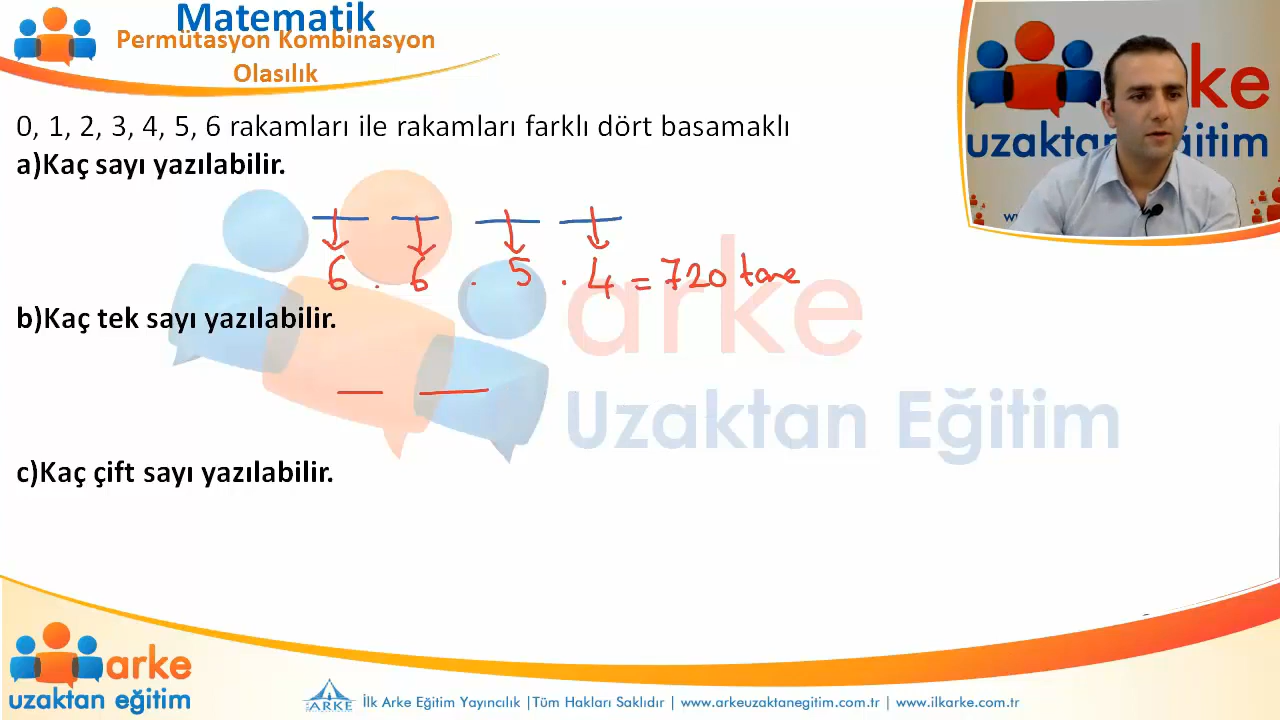 Matematik
Permütasyon Kombinasyon
Olasılık
arke
uzaktan eğitim
0, 1, 2, 3, 4, 5, 6 rakamları ile rakamları farklı dört basamaklı
a)Kaç sayı yazılabilir.
6 . 6 . 5 . 4 = 720 tane
b)Kaç tek sayı yazılabilir.
arke
Uzaktan Eğitim
c)Kaç çift sayı yazılabilir.
arke
uzaktan eğitim
ARKE
İlk Arke Eğitim Yayıncılık |Tüm Hakları Saklıdır | www.arkeuzaktanegitim.com.tr / www.ilkarke.com.tr